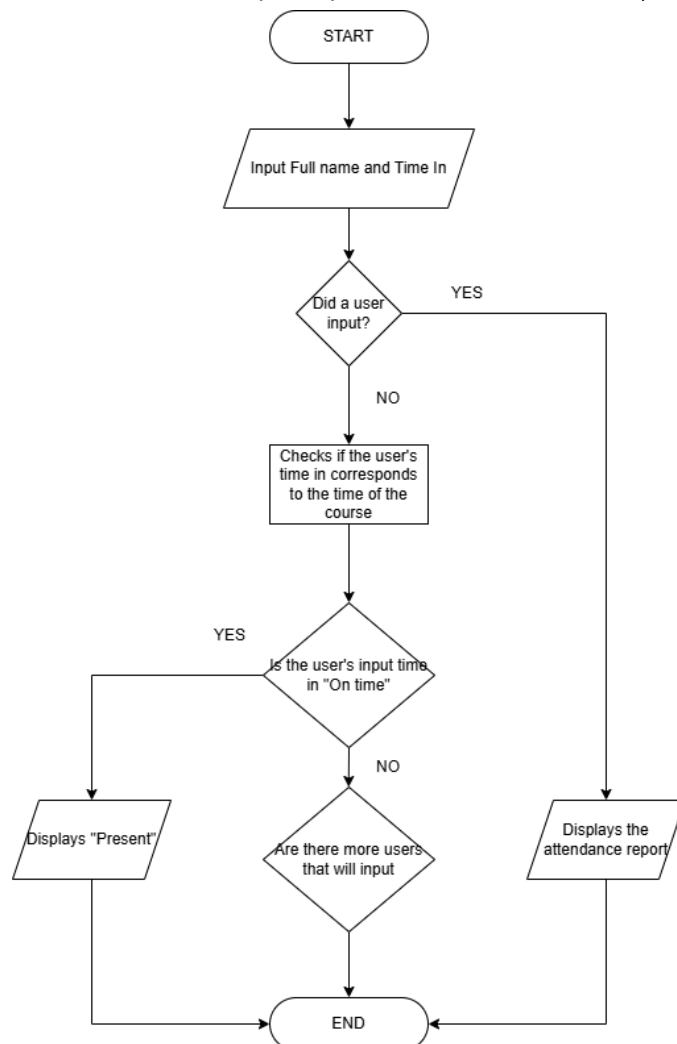 START
Input Full name and Time In
Did a user
input?
YES
NO
Checks if the user's
time in corresponds
to the time of the
course
YES
Is the user's input time
in "On time"
NO
Displays "Present"
Are there more users
that will input
Displays the
attendance report
END